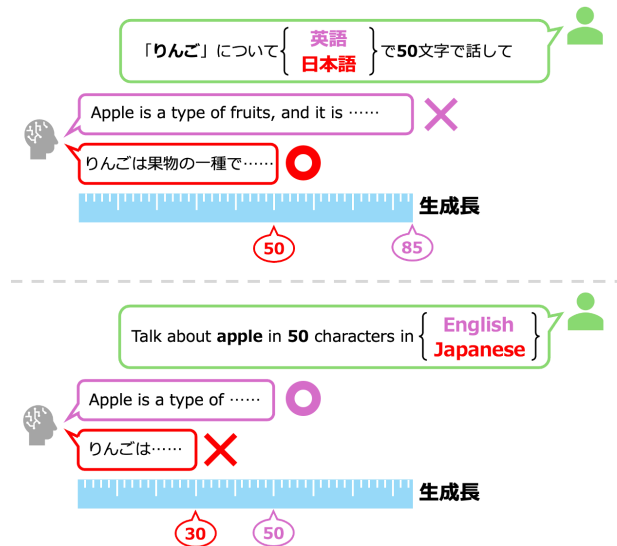 「りんご」について{英語
日本語}で50文字で話して
Apple is a type of fruits, and it is ……
りんごは果物の一種で……
生成長
50
85
Talk about apple in 50 characters in {English
Japanese}
Apple is a type of ……
りんごは……
生成長
30
50